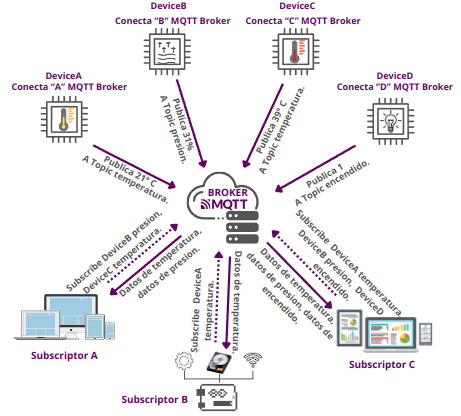 DeviceB
Conecta “B” MQTT Broker
DeviceC
Conecta “C” MQTT Broker
DeviceA
Conecta “A” MQTT Broker
DeviceD
Conecta “D” MQTT Broker
Publica 21° C
A Topic temperatura.
Publica 31%
A Topic presion.
Publica 39° C
A Topic temperatura.
Publica 1
A Topic encendido.
BROKER
MQTT
Subscribe DeviceB presion,
DeviceC temperatura.
Datos de temperatura,
datos de presion.
Subscribe DeviceA
temperatura.
Datos de temperatrura.
Subscribe DeviceA temperatura
DeviceB presion, DeviceD
encendido.
Datos de temperatura,
datos de presion, datos de
encendido.
Subscriptor A
Subscriptor B
Subscriptor C